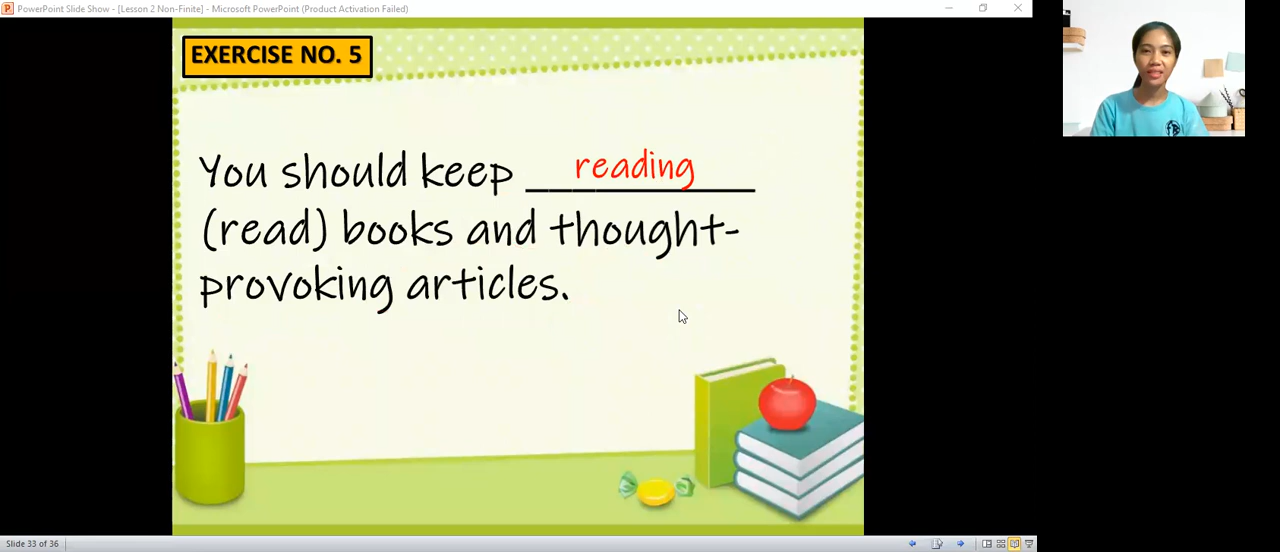 PowerPoint Slide Show - [Lesson 2 Non-Finite] - Microsoft PowerPoint (Product Activation Failed)
EXERCISE NO. 5
You should keep reading
(read) books and thought-
provoking articles.
Slide 33 of 36